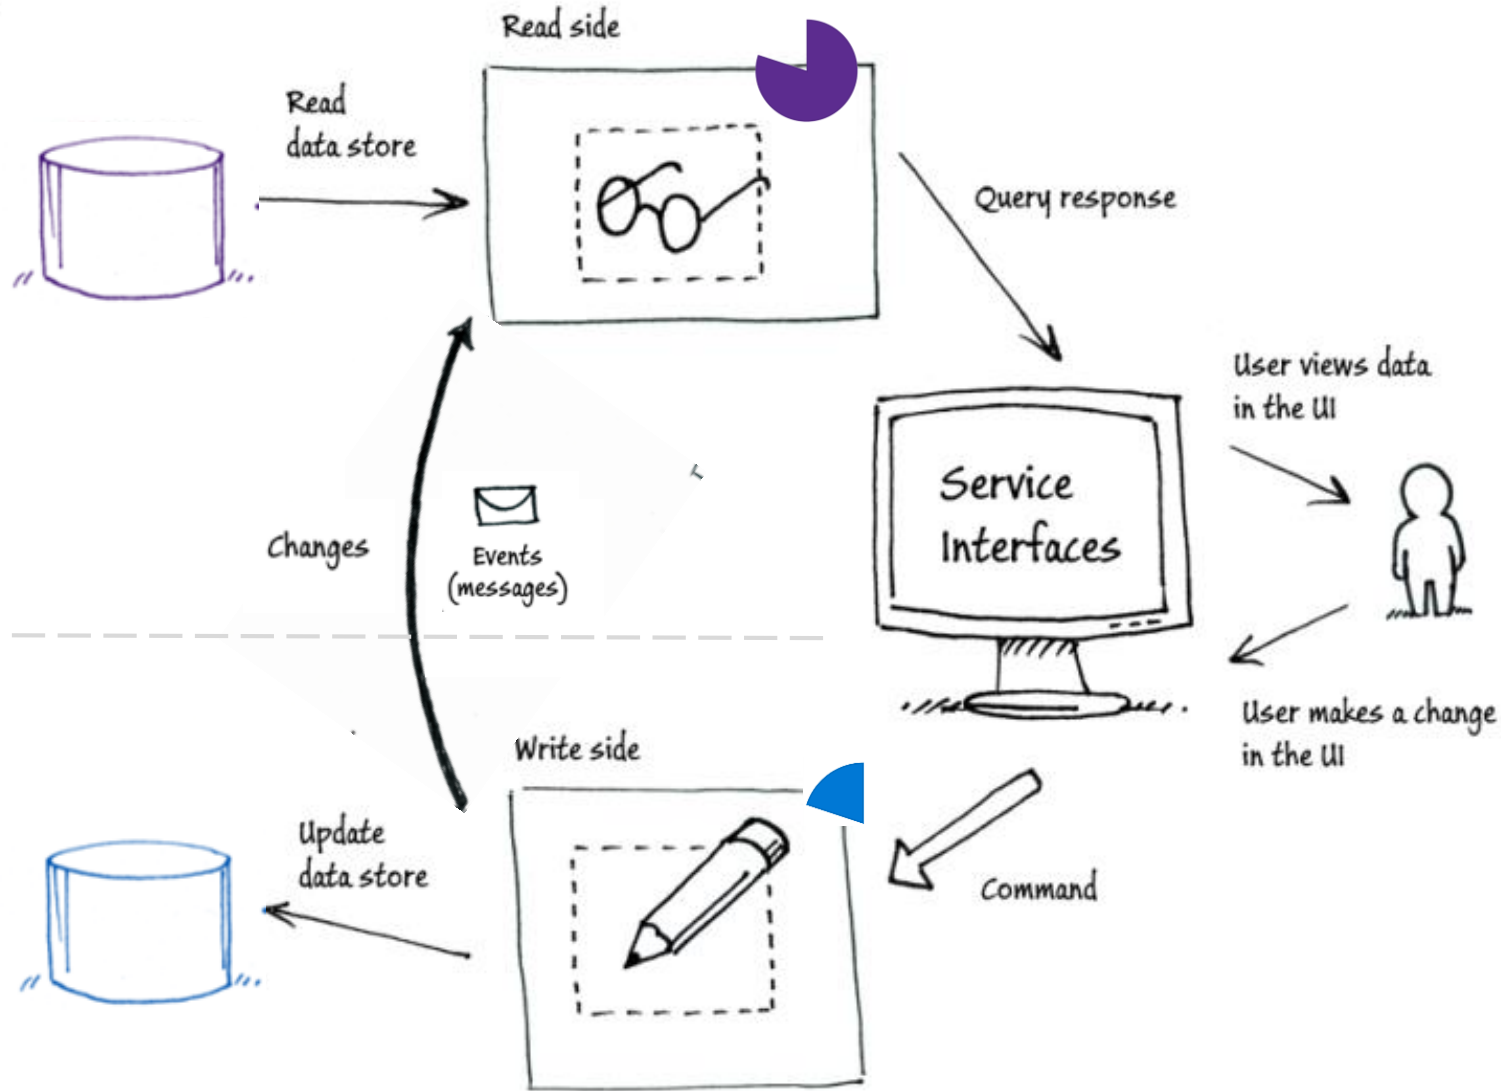 Read side
Read
data store
Query response
User views data
in the UI
Service
Interfaces
Changes
Events
(messages)
User makes a change
in the UI
Write side
Update
data store
Command